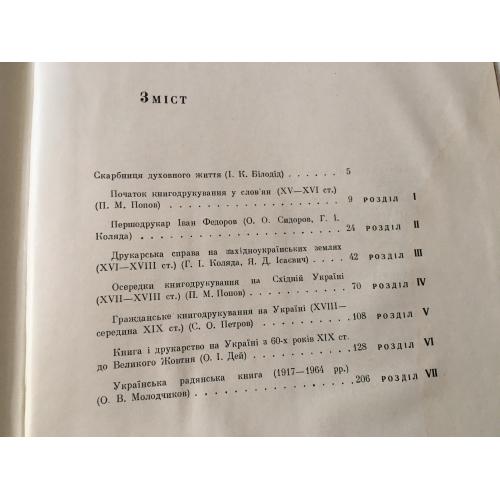 Зміст
Скарбниця духовного життя (І. К. Білодід) . . . . . . 5
Початок книгодрукування у слов'ян (XV—XVI ст.)
(П. М. Попов) . . . . . . . . . . . . . . . . 9 РОЗДІЛ I
Першодрукар Іван Федоров (О. О. Сидоров, Г. І.
Коляда) . . . . . . . . . . . . . . . . . . 24 РОЗДІЛ II
Друкарська справа на західноукраїнських землях
(XVI—XVIII ст.) (Г. І. Коляда, Я. Д. Ісаєвич) . . . . 42 РОЗДІЛ III
Осередки книгодрукування на Східній Україні
(XVII—XVIII ст.) (П. М. Попов) . . . . . . . . . 70 РОЗДІЛ IV
Гражданське книгодрукування на Україні (XVIII—
середина XIX ст.) (С. О. Петров) . . . . . . . . 108 РОЗДІЛ V
Книга і друкарство на Україні з 60-х років XIX ст.
до Великого Жовтня (О. І. Дей) . . . . . . . . . 128 РОЗДІЛ VI
Українська радянська книга (1917—1964 рр.)
(О. В. Молодчиков) . . . . . . . . . . . . . . 206 РОЗДІЛ VII